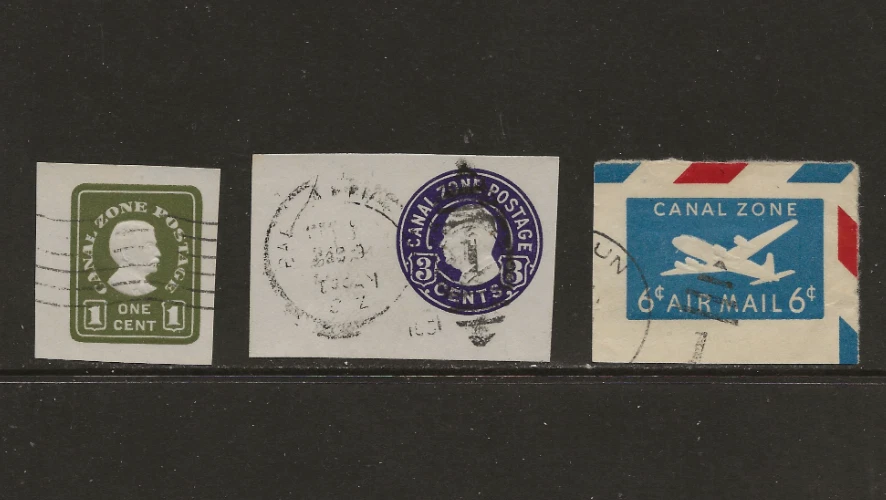 CANAL ZONE POSTAGE
1 ONE CENT 1
CANAL ZONE POSTAGE
3 CENTS 3
CANAL ZONE
6¢ AIR MAIL 6¢